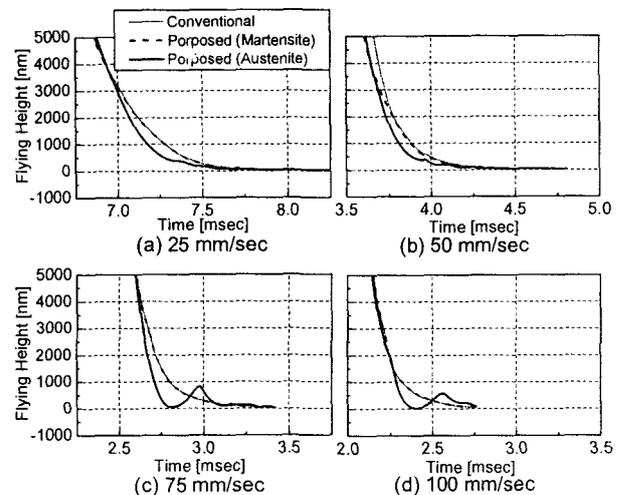 Conventional
Porposed (Martensite)
Porposed (Austenite)
Flying Height [nm]
5000
4000
3000
2000
1000
0
-1000
7.0 7.5 8.0
Time [msec]
(a) 25 mm/sec
3.5 4.0 4.5 5.0
Time [msec]
(b) 50 mm/sec
Flying Height [nm]
5000
4000
3000
2000
1000
0
-1000
2.5 3.0 3.5
Time [msec]
(c) 75 mm/sec
2.0 2.5 3.0 3.5
Time [msec]
(d) 100 mm/sec